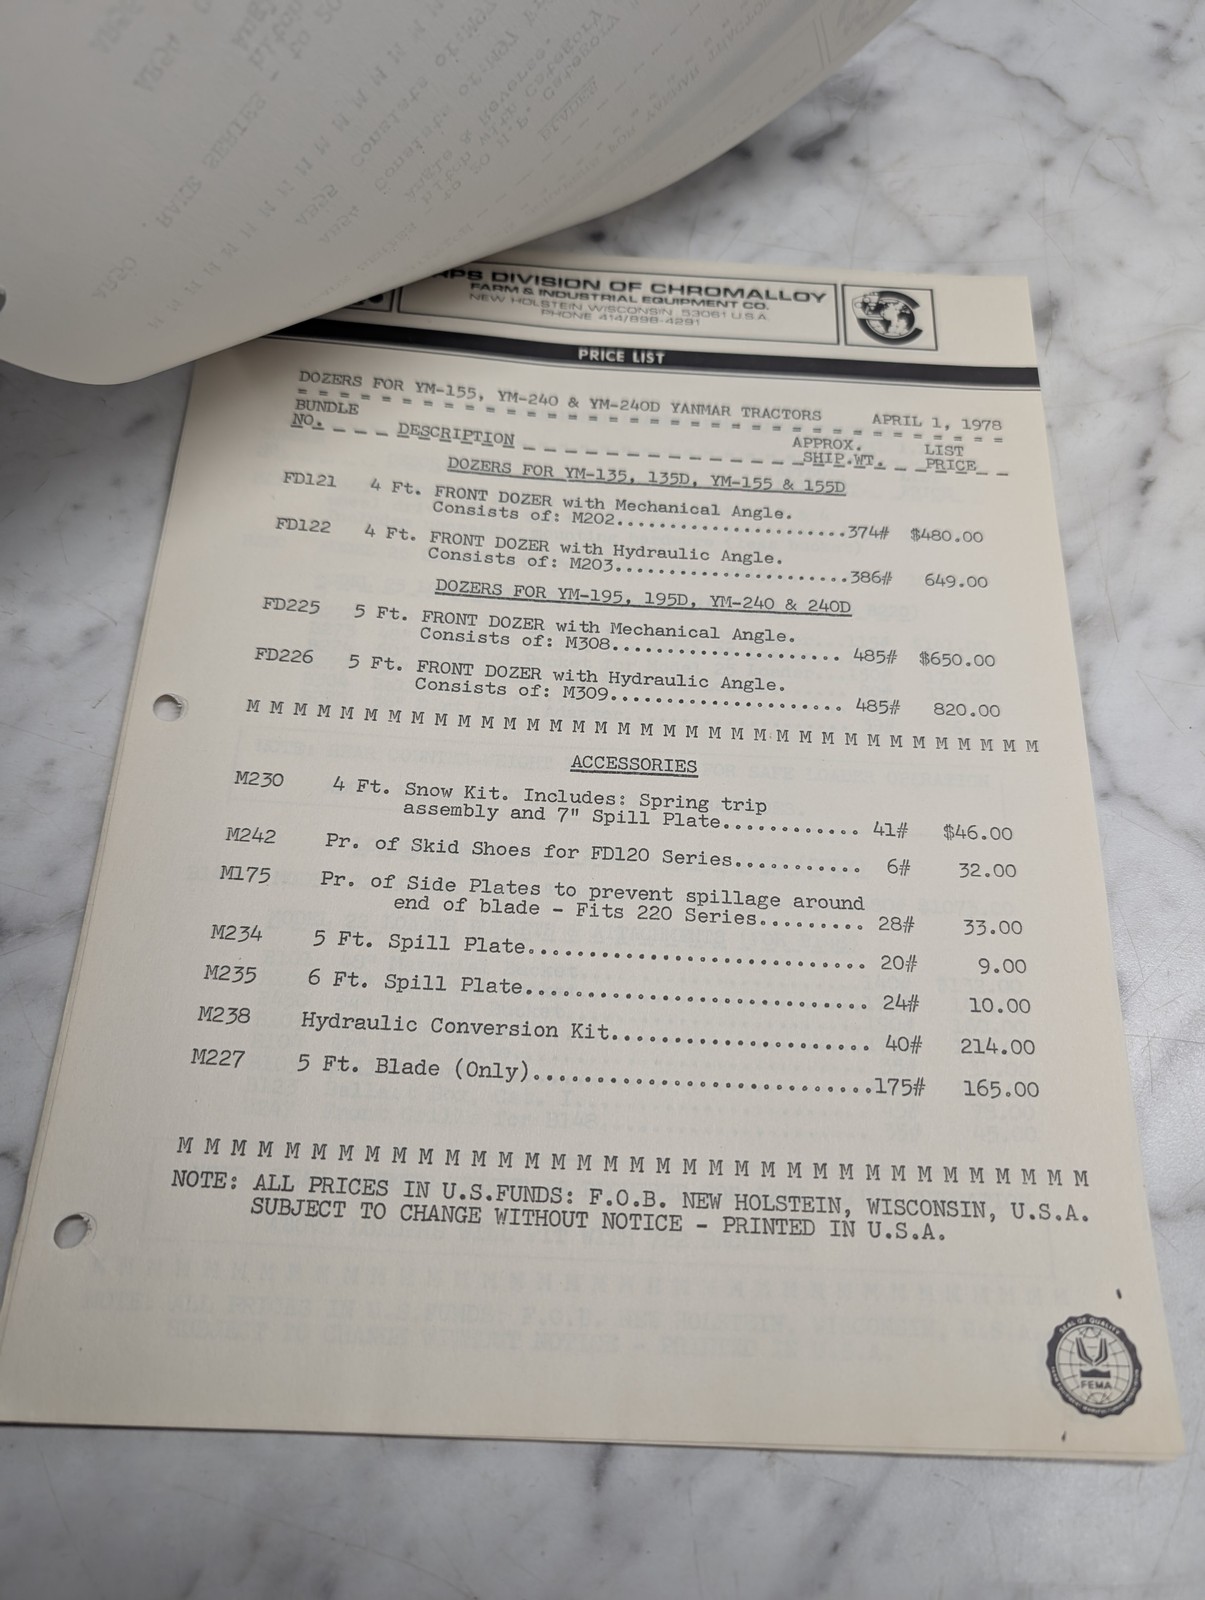 RPS DIVISION OF CHROMALLOY
FARM & INDUSTRIAL EQUIPMENT CO.
NEW HOLSTEIN, WISCONSIN 53061 U.S.A.
PHONE 414/898-4291
PRICE LIST
DOZERS FOR YM-155, YM-240 & YM-240D YANMAR TRACTORS APRIL 1, 1978
BUNDLE NO. DESCRIPTION APPROX. SHIP.WT. LIST PRICE
DOZERS FOR YM-135, 135D, YM-155 & 155D
FD121 4 Ft. FRONT DOZER with Mechanical Angle.
Consists of: M202......................374# $480.00
FD122 4 Ft. FRONT DOZER with Hydraulic Angle.
Consists of: M203......................386# 649.00
DOZERS FOR YM-195, 195D, YM-240 & 240D
FD225 5 Ft. FRONT DOZER with Mechanical Angle.
Consists of: M308...................... 485# $650.00
FD226 5 Ft. FRONT DOZER with Hydraulic Angle.
Consists of: M309...................... 485# 820.00
M M M M M M M M M M M M M M M M M M M M M M M M M M M M M M M M M M M
ACCESSORIES
M230 4 Ft. Snow Kit. Includes: Spring trip
assembly and 7" Spill Plate............ 41# $46.00
M242 Pr. of Skid Shoes for FD120 Series........... 6# 32.00
M175 Pr. of Side Plates to prevent spillage around
end of blade - Fits 220 Series......... 28# 33.00
M234 5 Ft. Spill Plate............................ 20# 9.00
M235 6 Ft. Spill Plate............................ 24# 10.00
M238 Hydraulic Conversion Kit..................... 40# 214.00
M227 5 Ft. Blade (Only)...........................175# 165.00
M M M M M M M M M M M M M M M M M M M M M M M M M M M M M M M M M M M
NOTE: ALL PRICES IN U.S.FUNDS: F.O.B. NEW HOLSTEIN, WISCONSIN, U.S.A.
SUBJECT TO CHANGE WITHOUT NOTICE - PRINTED IN U.S.A.
SEAL OF QUALITY
FEMA